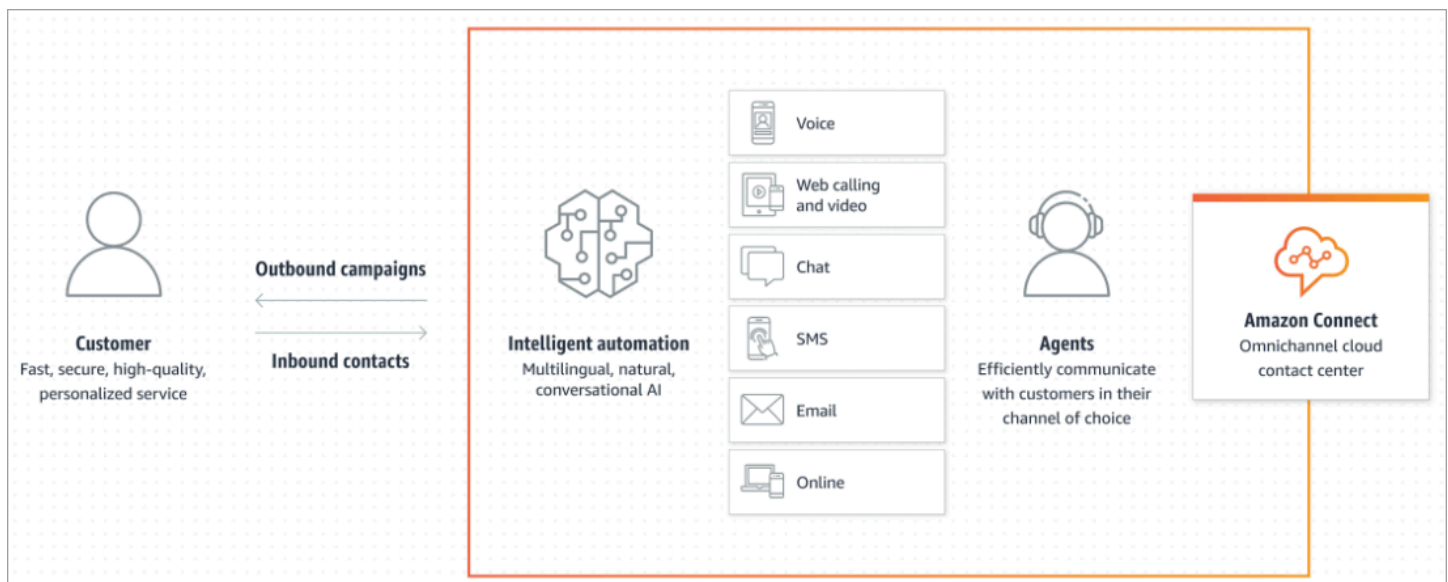 Customer
Fast, secure, high-quality,
personalized service
Outbound campaigns
Inbound contacts
Intelligent automation
Multilingual, natural,
conversational AI
Voice
Web calling
and video
Chat
SMS
Email
Online
Agents
Efficiently communicate
with customers in their
channel of choice
Amazon Connect
Omnichannel cloud
contact center